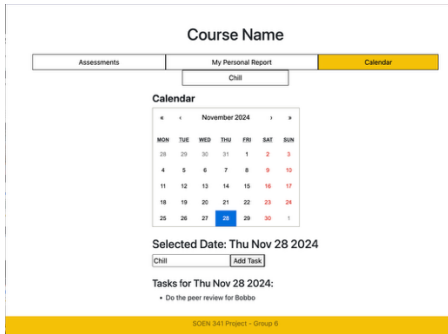 Course Name
Assessments My Personal Report Calendar
Chill
Calendar
« ‹ November 2024 › »
MON TUE WED THU FRI SAT SUN
28 29 30 31 1 2 3
4 5 6 7 8 9 10
11 12 13 14 15 16 17
18 19 20 21 22 23 24
25 26 27 28 29 30 1
Selected Date: Thu Nov 28 2024
Chill Add Task
Tasks for Thu Nov 28 2024:
• Do the peer review for Bobbo
SOEN 341 Project - Group 6